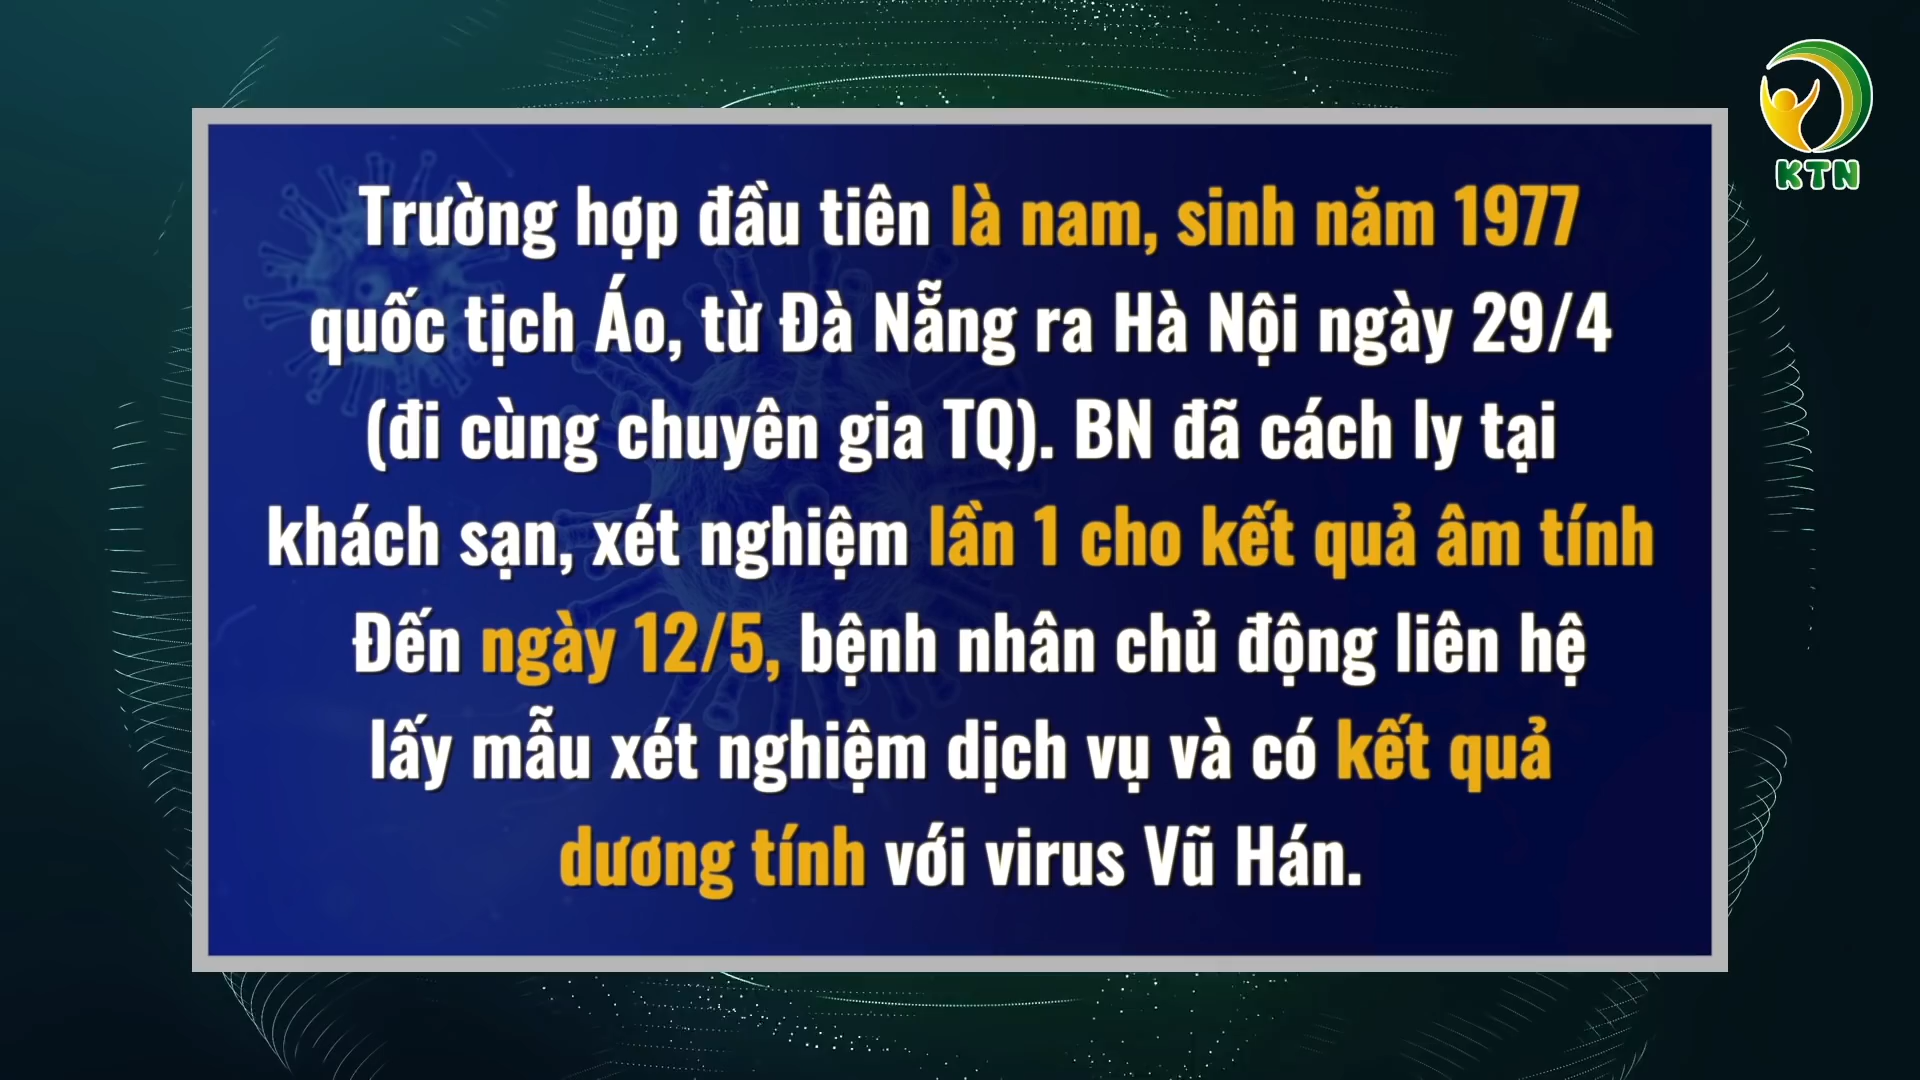 KTN
Trường hợp đầu tiên là nam, sinh năm 1977
quốc tịch Áo, từ Đà Nẵng ra Hà Nội ngày 29/4
(đi cùng chuyên gia TQ). BN đã cách ly tại
khách sạn, xét nghiệm lần 1 cho kết quả âm tính
Đến ngày 12/5, bệnh nhân chủ động liên hệ
lấy mẫu xét nghiệm dịch vụ và có kết quả
dương tính với virus Vũ Hán.